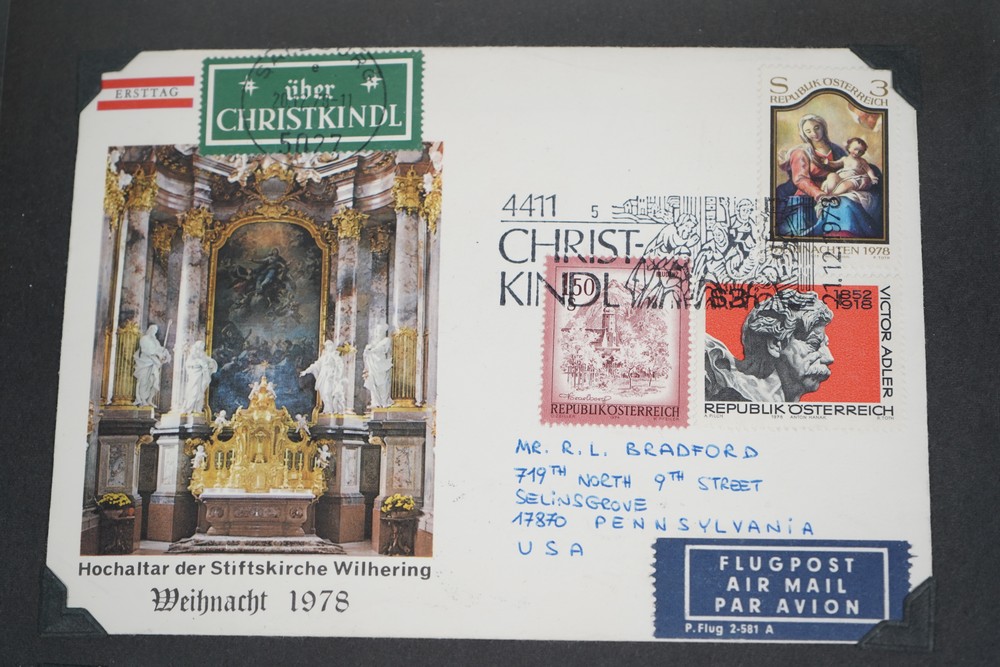 ERSTTAG
über
CHRISTKINDL
5027
S 3
REPUBLIK ÖSTERREICH
WEIHNACHTEN 1978
4411 5
CHRIST-
KINDL
1.12.1978
50
REPUBLIK ÖSTERREICH
1852
1918
VICTOR ADLER
REPUBLIK ÖSTERREICH
MR. R. L. BRADFORD
719TH NORTH 9TH STREET
SELINSGROVE
17870 PENNSYLVANIA
USA
Hochaltar der Stiftskirche Wilhering
Weihnacht 1978
FLUGPOST
AIR MAIL
PAR AVION
P. Flug 2-581 A